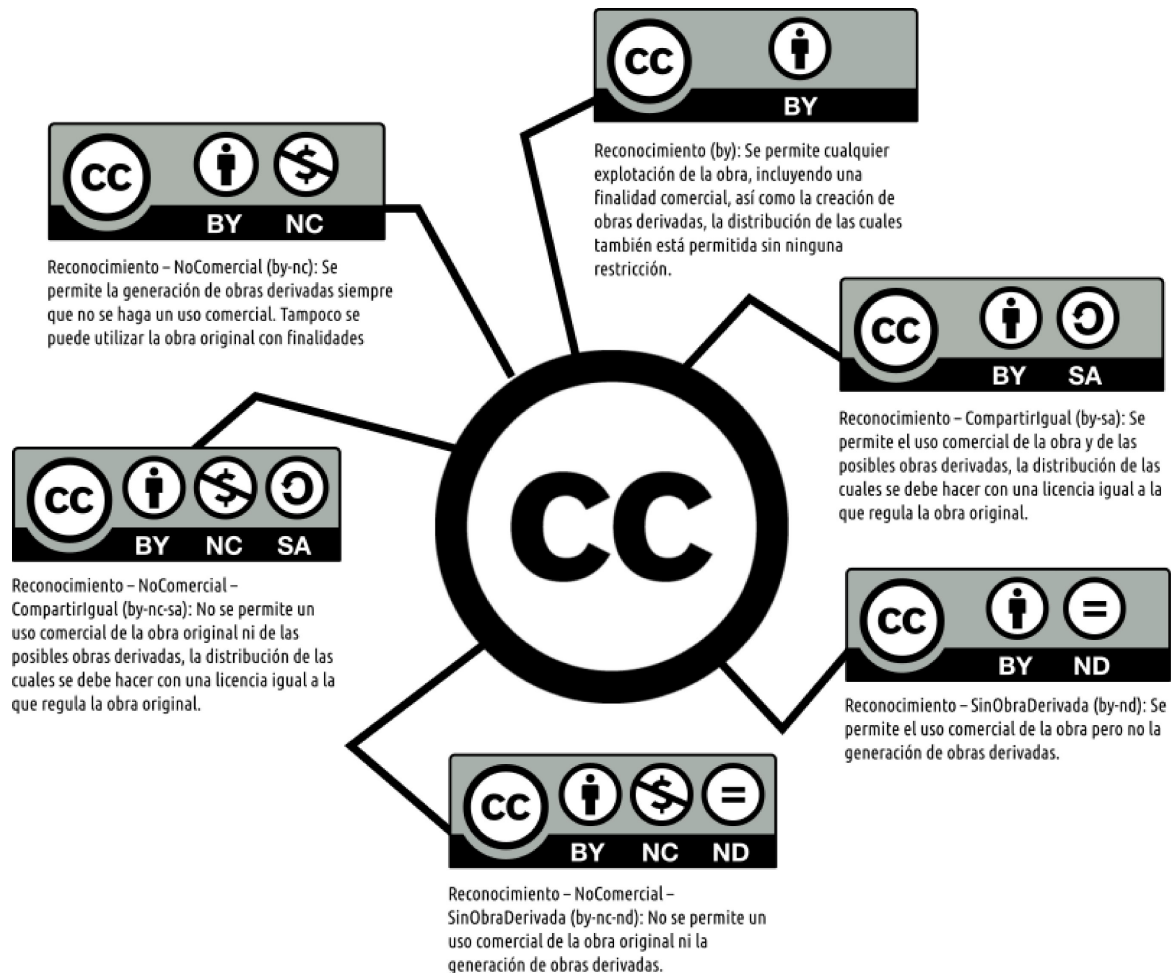 CC
BY
Reconocimiento (by): Se permite cualquier
explotación de la obra, incluyendo una
finalidad comercial, así como la creación de
obras derivadas, la distribución de las cuales
también está permitida sin ninguna
restricción.
CC
BY NC
Reconocimiento – NoComercial (by-nc): Se
permite la generación de obras derivadas siempre
que no se haga un uso comercial. Tampoco se
puede utilizar la obra original con finalidades
CC
BY SA
Reconocimiento – CompartirIgual (by-sa): Se
permite el uso comercial de la obra y de las
posibles obras derivadas, la distribución de las
cuales se debe hacer con una licencia igual a la
que regula la obra original.
CC
BY NC SA
Reconocimiento – NoComercial –
CompartirIgual (by-nc-sa): No se permite un
uso comercial de la obra original ni de las
posibles obras derivadas, la distribución de las
cuales se debe hacer con una licencia igual a la
que regula la obra original.
CC
CC
BY ND
Reconocimiento – SinObraDerivada (by-nd): Se
permite el uso comercial de la obra pero no la
generación de obras derivadas.
CC
BY NC ND
Reconocimiento – NoComercial –
SinObraDerivada (by-nc-nd): No se permite un
uso comercial de la obra original ni la
generación de obras derivadas.